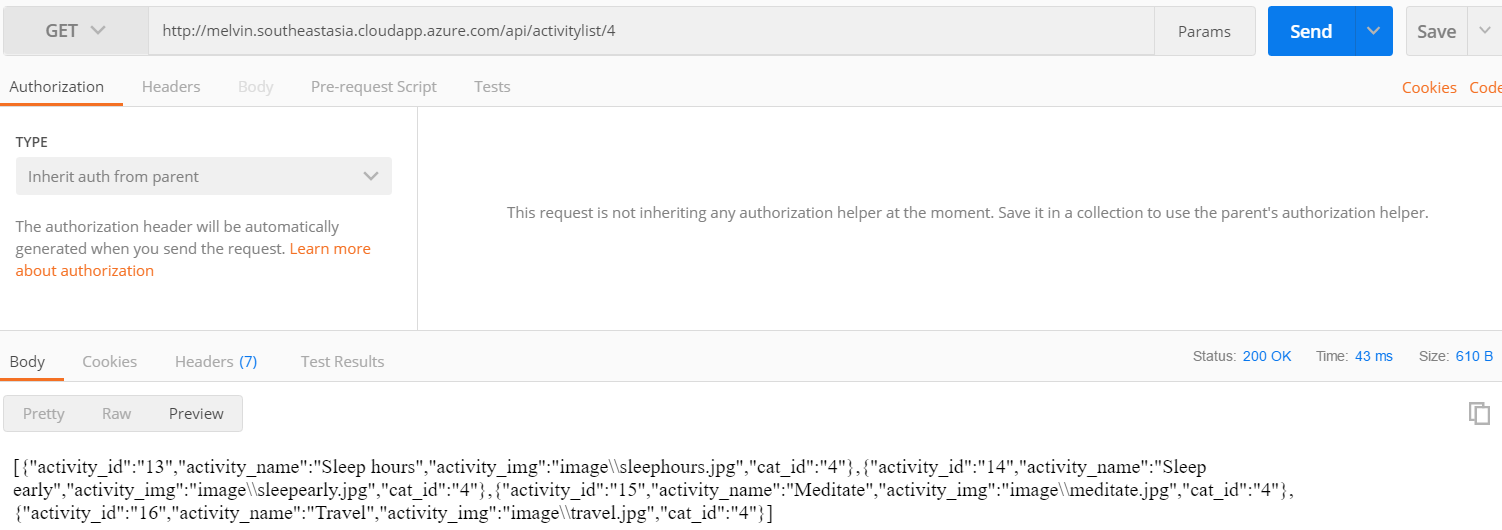 GET http://melvin.southeastasia.cloudapp.azure.com/api/activitylist/4 Params Send Save
Authorization Headers Body Pre-request Script Tests Cookies Code
TYPE
Inherit auth from parent
The authorization header will be automatically
generated when you send the request. Learn more
about authorization
This request is not inheriting any authorization helper at the moment. Save it in a collection to use the parent's authorization helper.
Body Cookies Headers (7) Test Results Status: 200 OK Time: 43 ms Size: 610 B
Pretty Raw Preview
[{"activity_id":"13","activity_name":"Sleep hours","activity_img":"image\\sleephours.jpg","cat_id":"4"},{"activity_id":"14","activity_name":"Sleep
early","activity_img":"image\\sleepearly.jpg","cat_id":"4"},{"activity_id":"15","activity_name":"Meditate","activity_img":"image\\meditate.jpg","cat_id":"4"},
{"activity_id":"16","activity_name":"Travel","activity_img":"image\\travel.jpg","cat_id":"4"}]